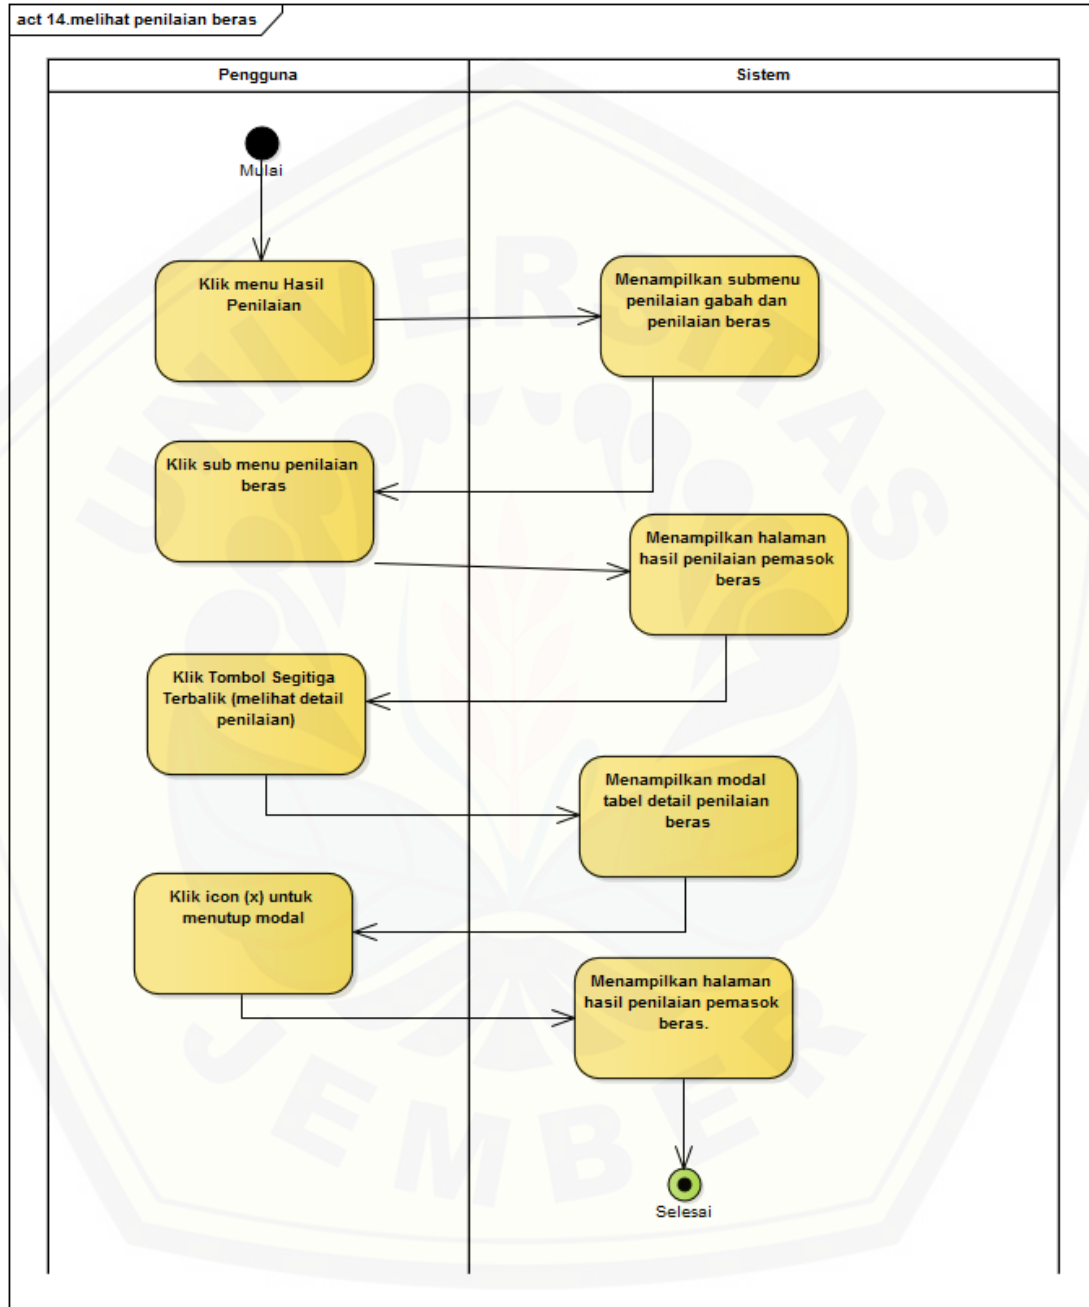 act 14.melihat penilaian beras
Pengguna
Sistem
Mulai
Klik menu Hasil
Penilaian
Menampilkan submenu
penilaian gabah dan
penilaian beras
Klik sub menu penilaian
beras
Menampilkan halaman
hasil penilaian pemasok
beras
Klik Tombol Segitiga
Terbalik (melihat detail
penilaian)
Menampilkan modal
tabel detail penilaian
beras
Klik icon (x) untuk
menutup modal
Menampilkan halaman
hasil penilaian pemasok
beras.
Selesai
UNIVERSITAS
JEMBER